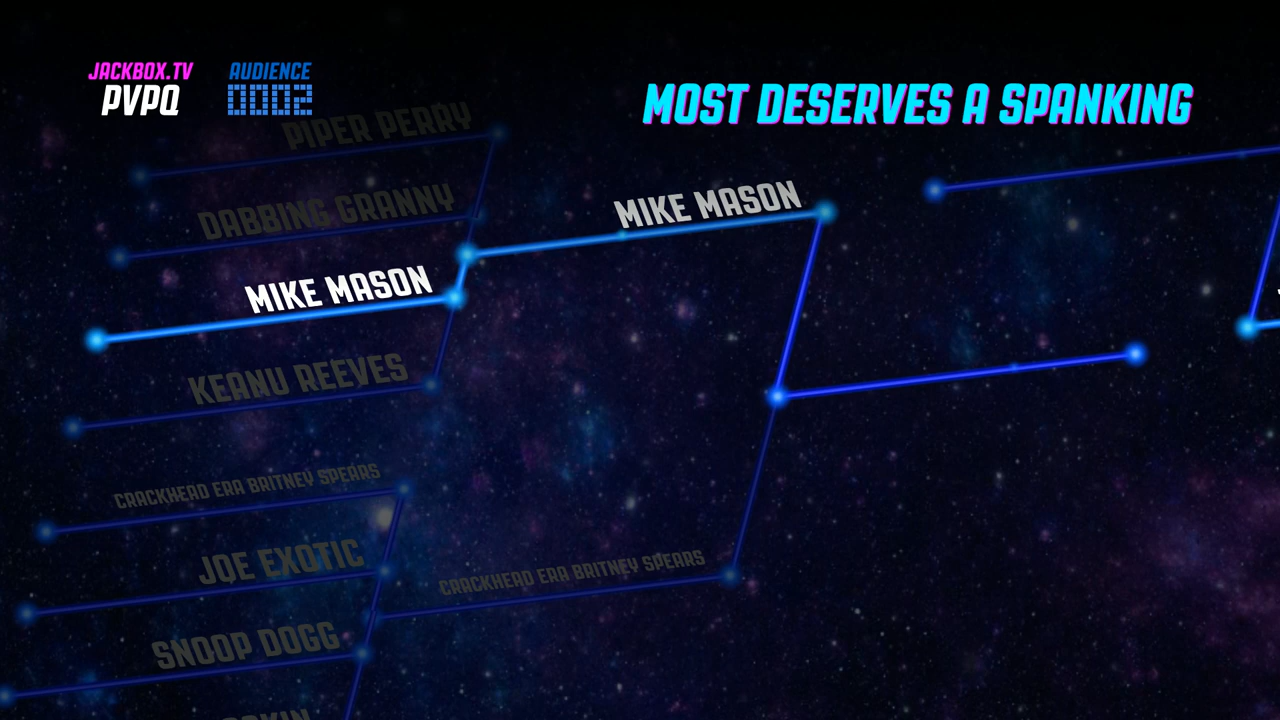 JACKBOX.TV
PVPQ
AUDIENCE
0002
MOST DESERVES A SPANKING
PIPER PERRY
DABBING GRANNY
MIKE MASON
KEANU REEVES
MIKE MASON
CRACKHEAD ERA BRITNEY SPEARS
JOE EXOTIC
SNOOP DOGG
CRACKHEAD ERA BRITNEY SPEARS